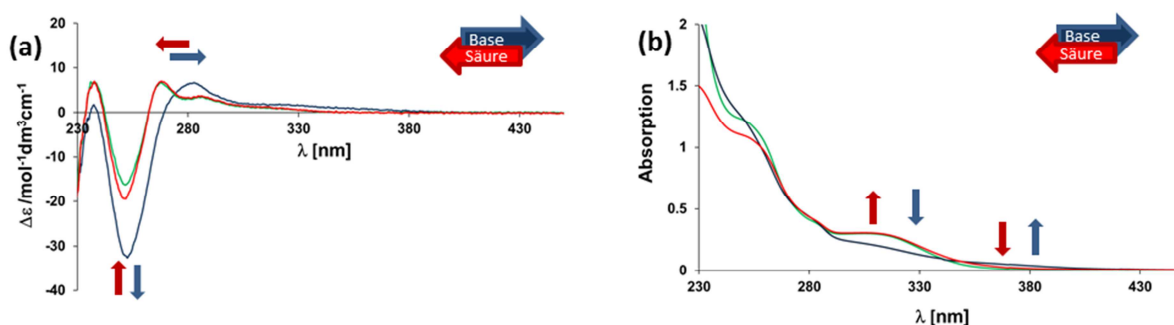 (a)
Base
Säure
20
10
0
-10
-20
-30
-40
230 280 330 380 430
λ [nm]
Δε /mol⁻¹dm³cm⁻¹
(b)
Base
Säure
2
1.5
1
0.5
0
230 280 330 380 430
λ [nm]
Absorption